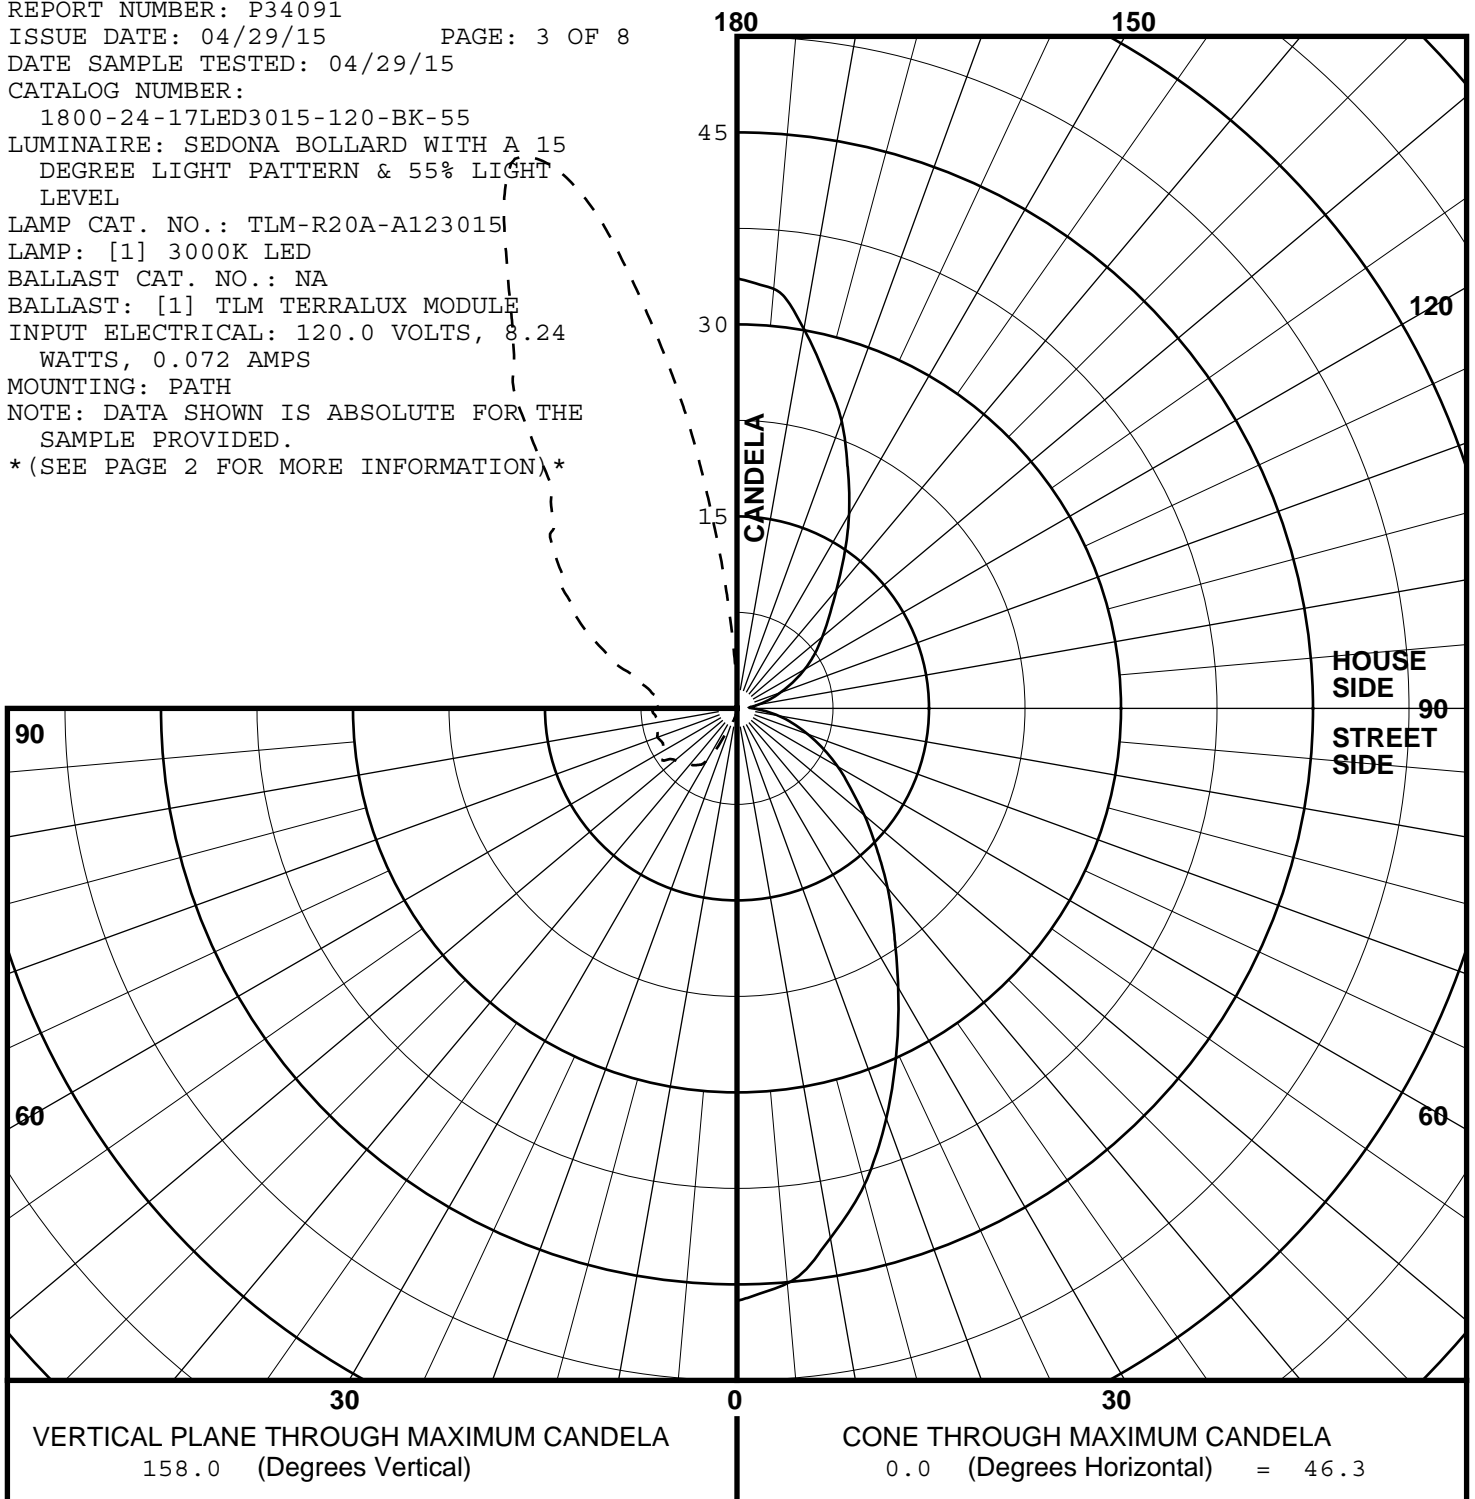 REPORT NUMBER: P34091
ISSUE DATE: 04/29/15 PAGE: 3 OF 8
DATE SAMPLE TESTED: 04/29/15
CATALOG NUMBER:
1800-24-17LED3015-120-BK-55
LUMINAIRE: SEDONA BOLLARD WITH A 15
DEGREE LIGHT PATTERN & 55% LIGHT
LEVEL
LAMP CAT. NO.: TLM-R20A-A123015
LAMP: [1] 3000K LED
BALLAST CAT. NO.: NA
BALLAST: [1] TLM TERRALUX MODULE
INPUT ELECTRICAL: 120.0 VOLTS, 8.24
WATTS, 0.072 AMPS
MOUNTING: PATH
NOTE: DATA SHOWN IS ABSOLUTE FOR THE
SAMPLE PROVIDED.
*(SEE PAGE 2 FOR MORE INFORMATION)*
180
150
45
30
15
CANDELA
120
HOUSE
SIDE
90
STREET
SIDE
90
60
60
30
0
30
VERTICAL PLANE THROUGH MAXIMUM CANDELA
158.0 (Degrees Vertical)
CONE THROUGH MAXIMUM CANDELA
0.0 (Degrees Horizontal) = 46.3